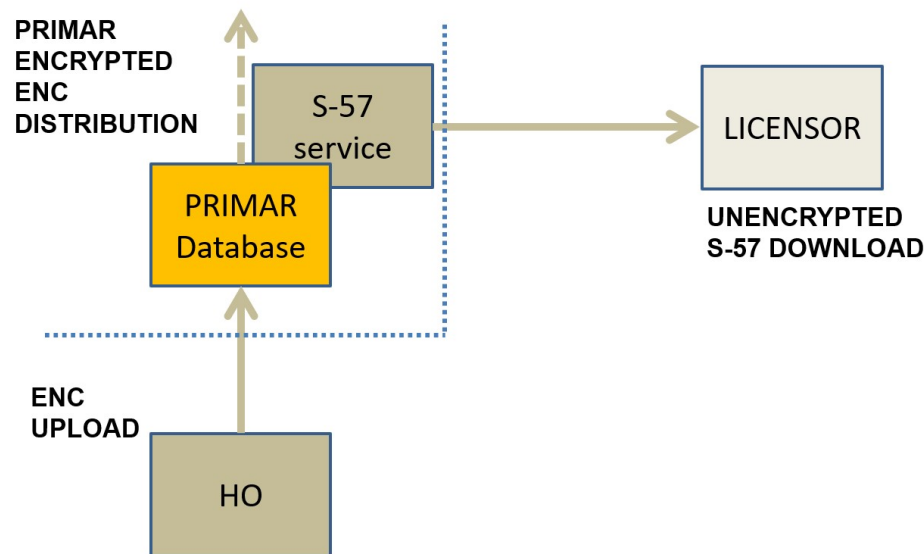 PRIMAR
ENCRYPTED
ENC
DISTRIBUTION
S-57
service
LICENSOR
PRIMAR
Database
UNENCRYPTED
S-57 DOWNLOAD
ENC
UPLOAD
HO